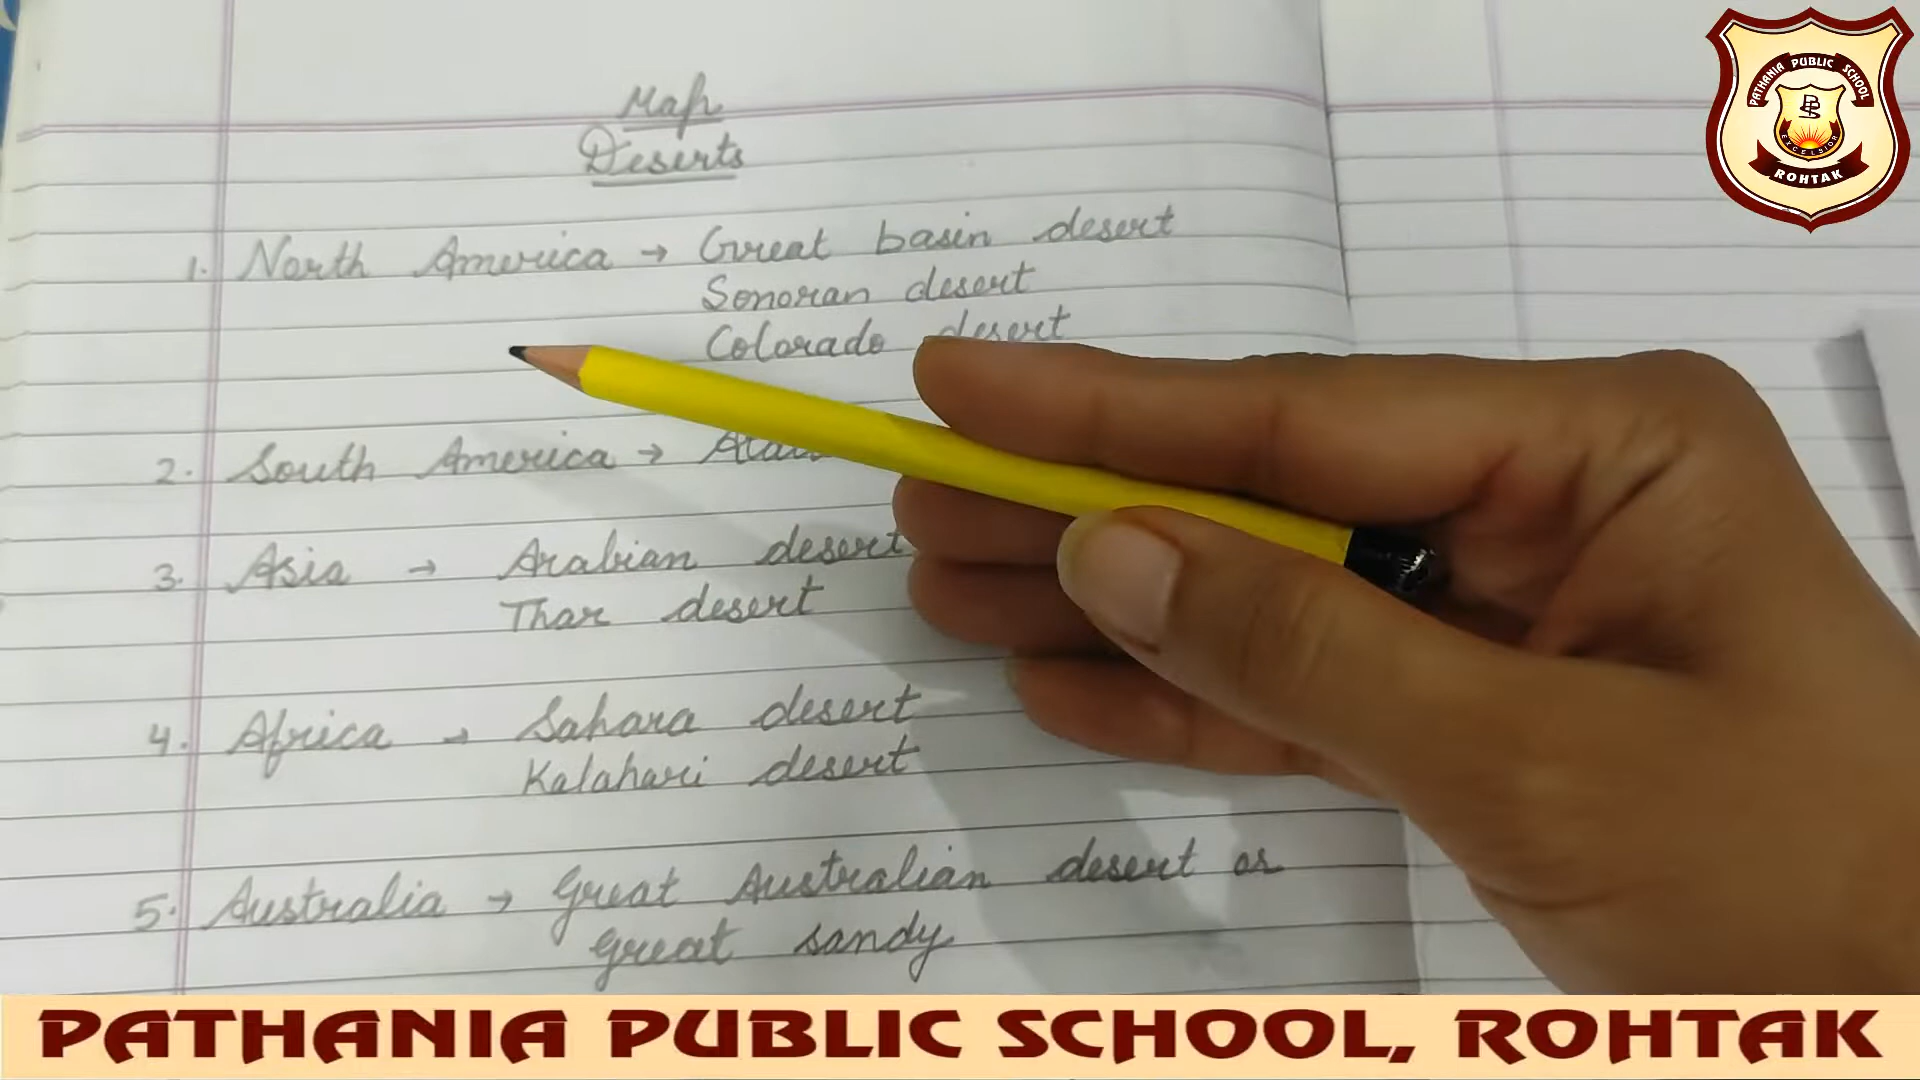 Map
Deserts
1. North America → Great basin desert
Sonoran desert
Colorado desert
2. South America →
3. Asia → Arabian desert
Thar desert
4. Africa → Sahara desert
Kalahari desert
5. Australia → Great Australian desert or
Great sandy
PATHANIA PUBLIC SCHOOL
EXCELSIOR
ROHTAK
PATHANIA PUBLIC SCHOOL, ROHTAK